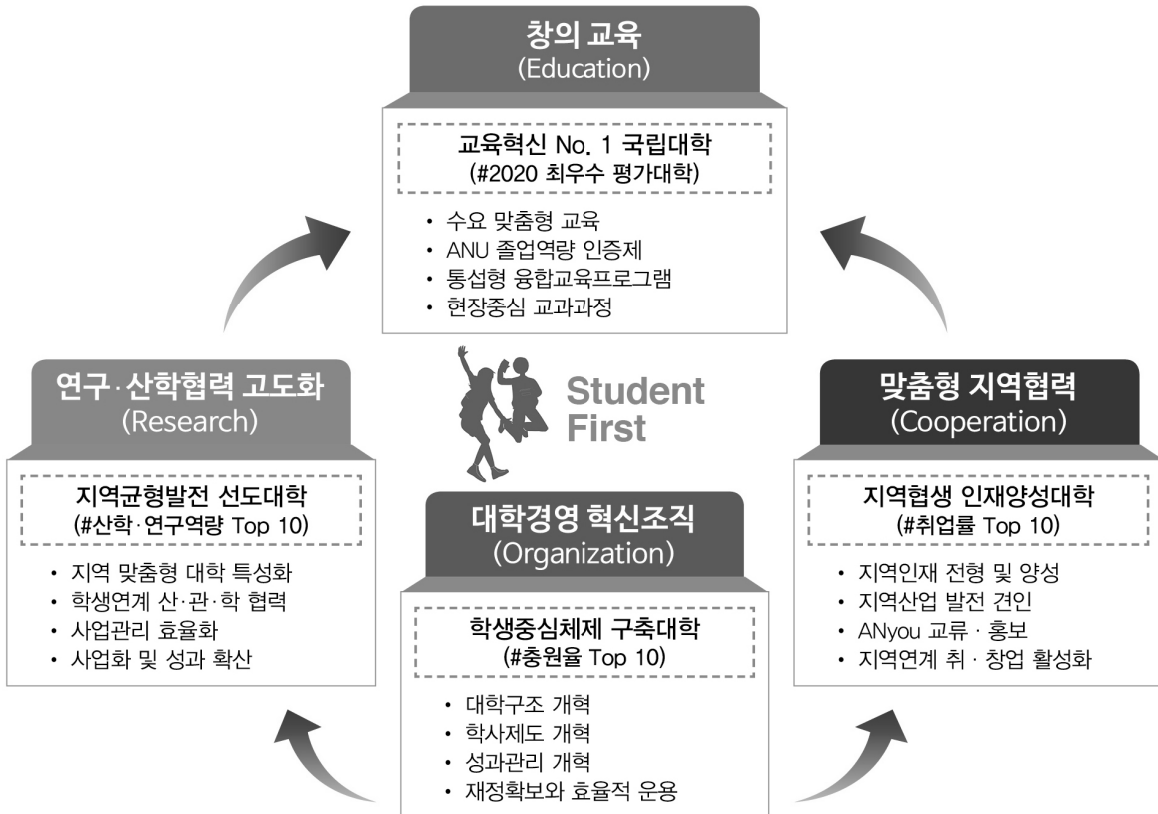 창의 교육
(Education)
교육혁신 No. 1 국립대학
(#2020 최우수 평가대학)
• 수요 맞춤형 교육
• ANU 졸업역량 인증제
• 통섭형 융합교육프로그램
• 현장중심 교과과정
연구·산학협력 고도화
(Research)
지역균형발전 선도대학
(#산학·연구역량 Top 10)
• 지역 맞춤형 대학 특성화
• 학생연계 산·관·학 협력
• 사업관리 효율화
• 사업화 및 성과 확산
Student
First
대학경영 혁신조직
(Organization)
학생중심체제 구축대학
(#충원율 Top 10)
• 대학구조 개혁
• 학사제도 개혁
• 성과관리 개혁
• 재정확보와 효율적 운용
맞춤형 지역협력
(Cooperation)
지역협생 인재양성대학
(#취업률 Top 10)
• 지역인재 전형 및 양성
• 지역산업 발전 견인
• ANyou 교류·홍보
• 지역연계 취·창업 활성화